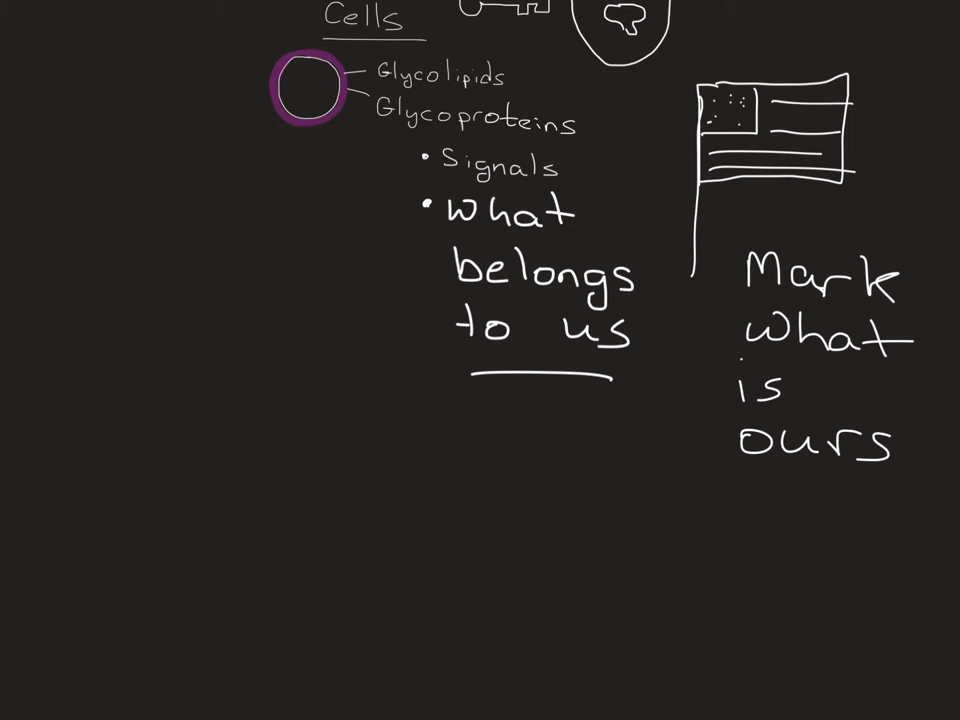 Cells
Glycolipids
Glycoproteins
• Signals
• What
belongs
to us
Mark
what
is
ours